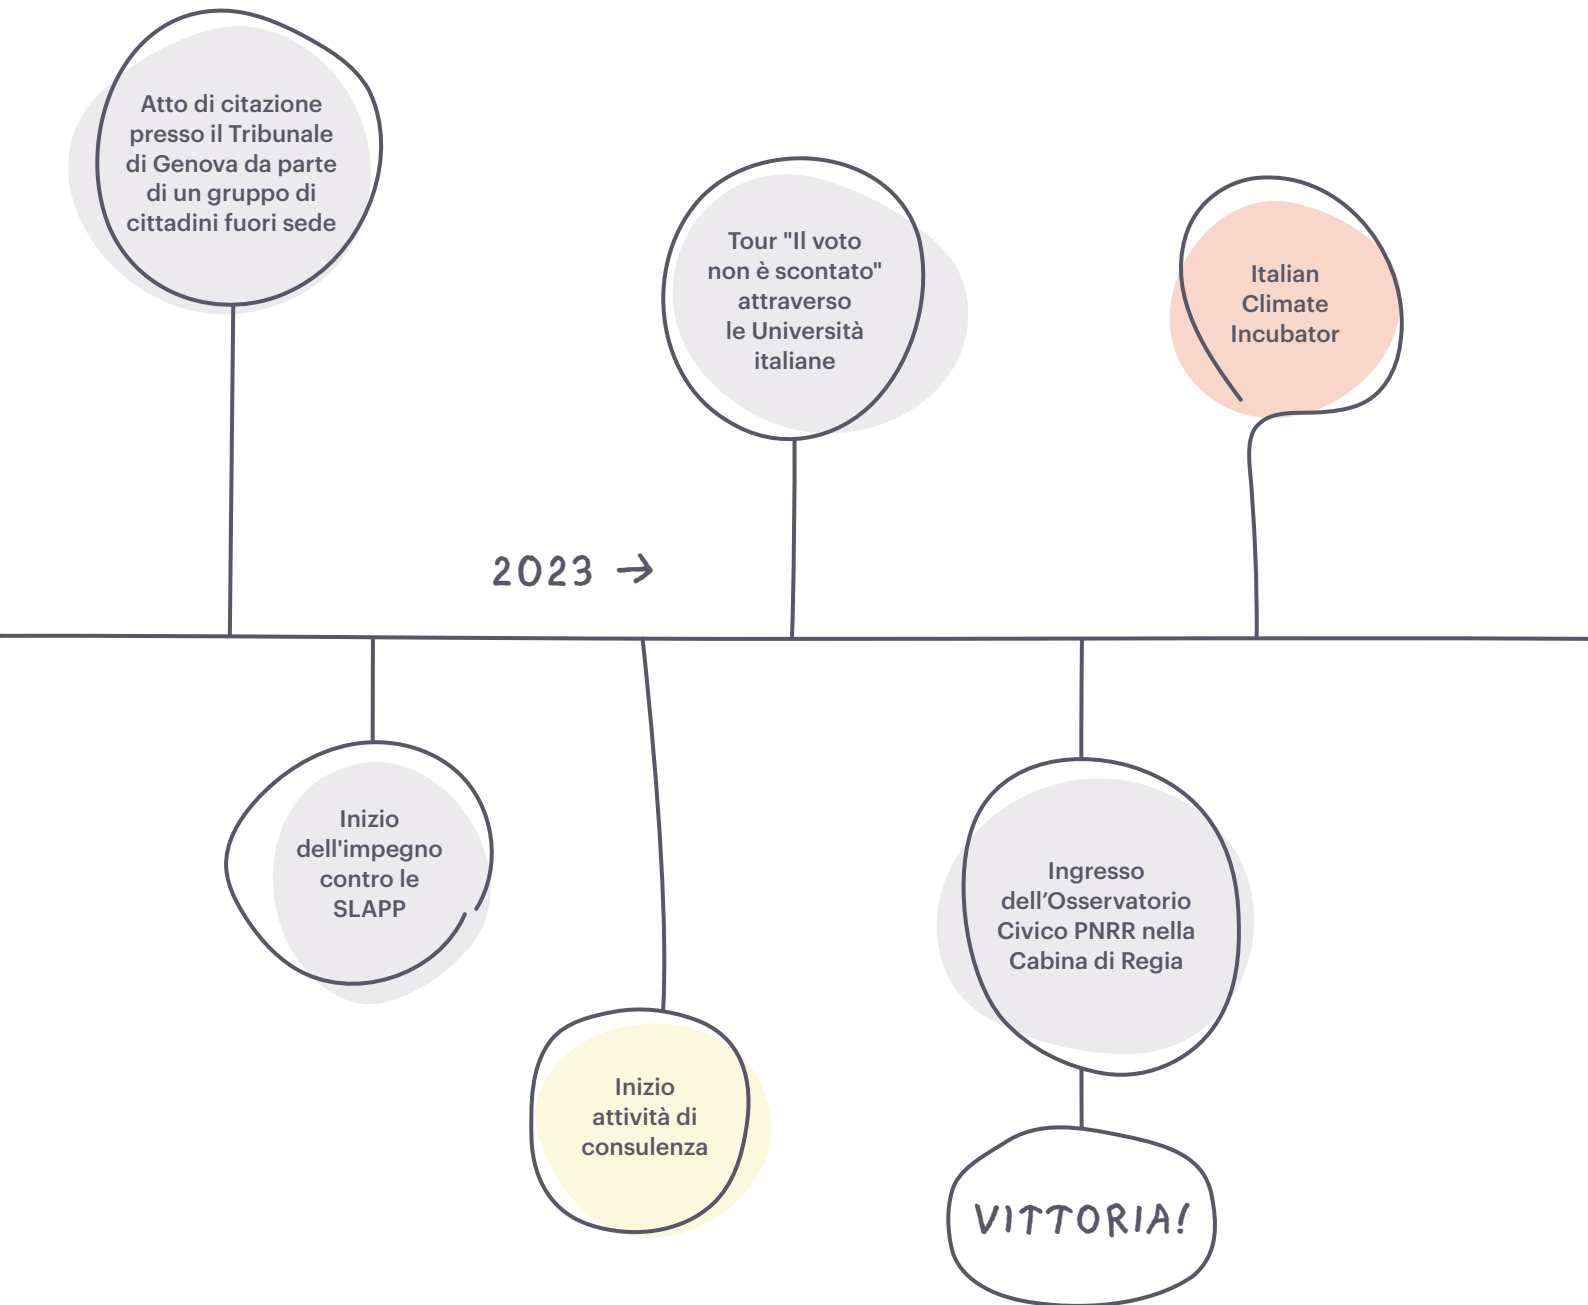 Atto di citazione
presso il Tribunale
di Genova da parte
di un gruppo di
cittadini fuori sede
Tour "Il voto
non è scontato"
attraverso
le Università
italiane
Italian
Climate
Incubator
2023 →
Inizio
dell'impegno
contro le
SLAPP
Inizio
attività di
consulenza
Ingresso
dell’Osservatorio
Civico PNRR nella
Cabina di Regia
VITTORIA!